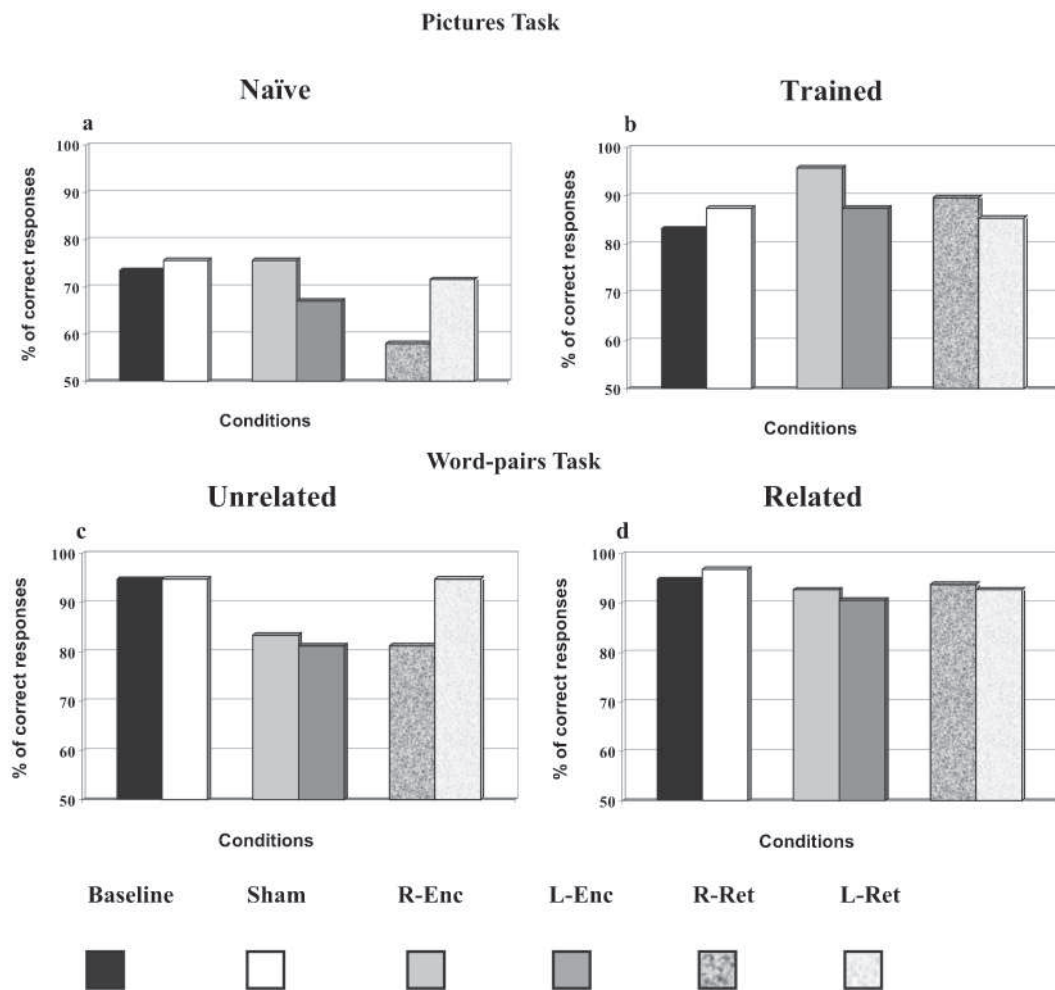 Pictures Task
Naïve
Trained
a
b
100
90
80
70
60
50
% of correct responses
Conditions
100
90
80
70
60
50
% of correct responses
Conditions
Word-pairs Task
Unrelated
Related
c
d
100
90
80
70
60
50
% of correct responses
Conditions
100
90
80
70
60
50
% of correct responses
Conditions
Baseline Sham R-Enc L-Enc R-Ret L-Ret